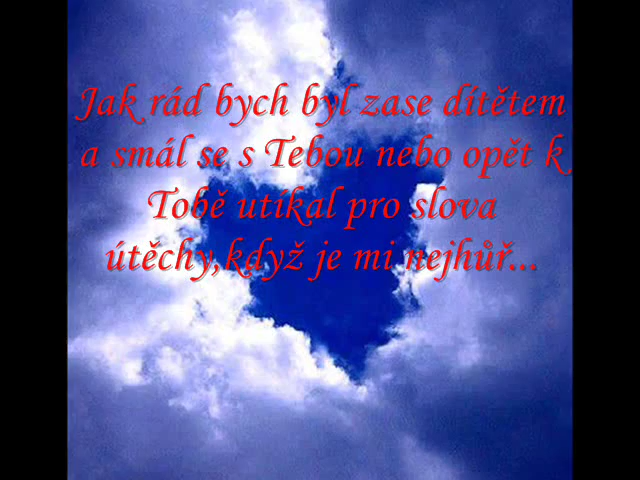 Jak rád bych byl zase dítětem
a smál se s Tebou nebo opět k
Tobě utíkal pro slova
útěchy,když je mi nejhůř...